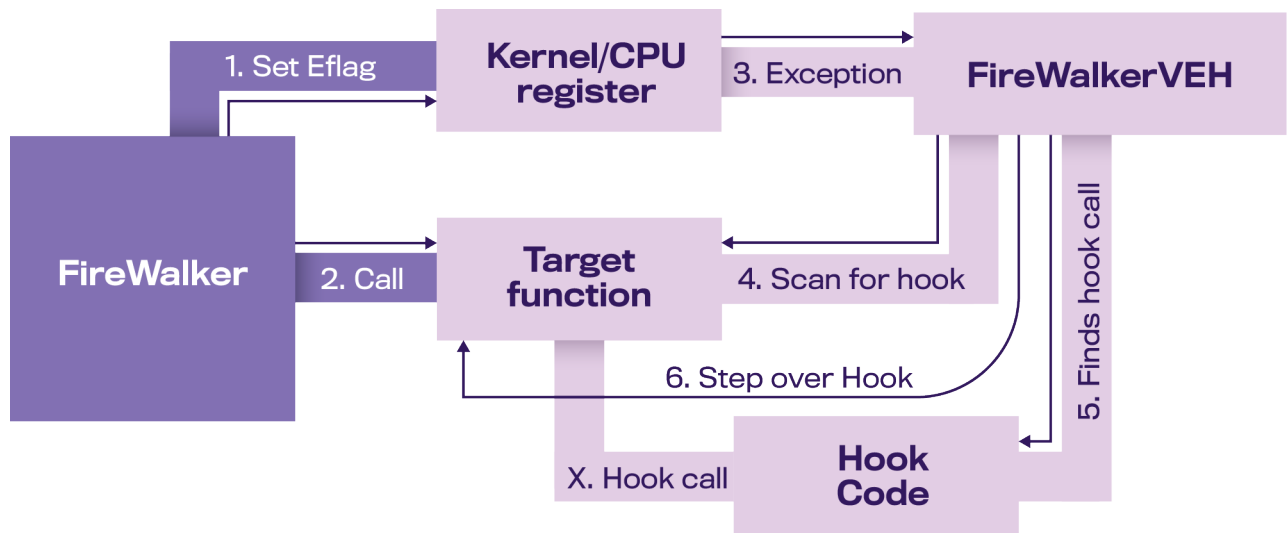 1. Set Eflag
Kernel/CPU
register
3. Exception
FireWalkerVEH
FireWalker
2. Call
Target
function
4. Scan for hook
5. Finds hook call
6. Step over Hook
X. Hook call
Hook
Code